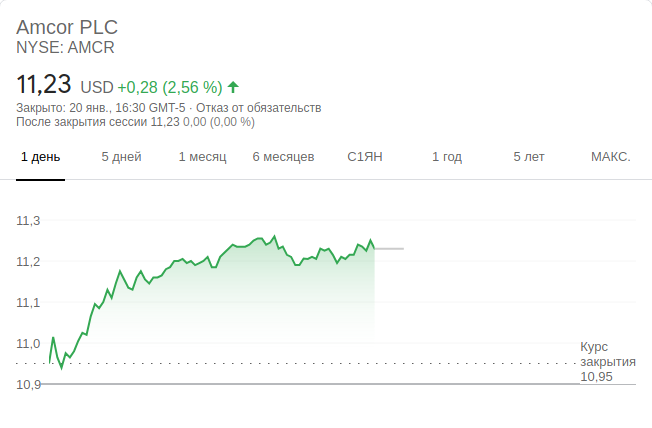 Amcor PLC
NYSE: AMCR
11,23 USD +0,28 (2,56 %)
Закрыто: 20 янв., 16:30 GMT-5 · Отказ от обязательств
После закрытия сессии 11,23 0,00 (0,00 %)
1 день 5 дней 1 месяц 6 месяцев С1ЯН 1 год 5 лет МАКС.
11,3
11,2
11,1
11,0
Курс
закрытия
10,95
10,9